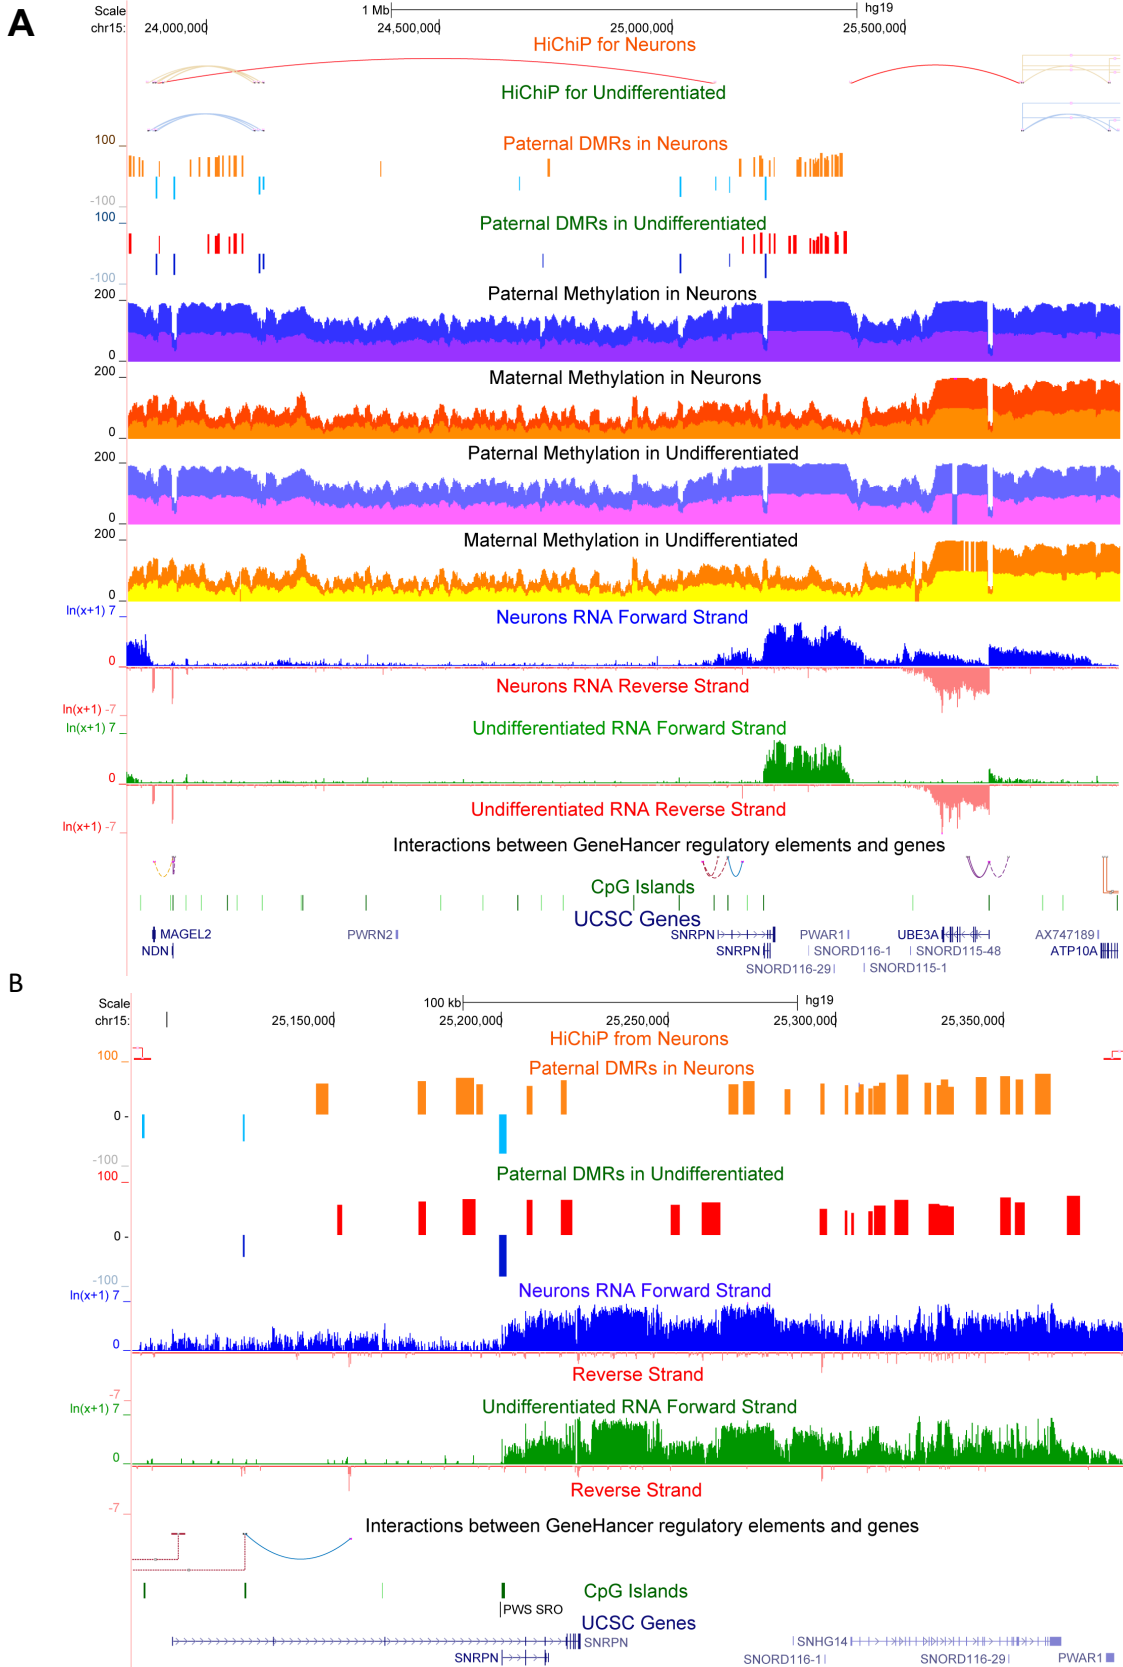 A
Scale 1 Mb hg19
chr15: 24,000,000 24,500,000 25,000,000 25,500,000
HiChiP for Neurons
HiChiP for Undifferentiated
100
Paternal DMRs in Neurons
-100
100
Paternal DMRs in Undifferentiated
-100
Paternal Methylation in Neurons
200
0
Maternal Methylation in Neurons
200
0
Paternal Methylation in Undifferentiated
200
0
Maternal Methylation in Undifferentiated
200
0
ln(x+1) 7
Neurons RNA Forward Strand
0
Neurons RNA Reverse Strand
ln(x+1) -7
ln(x+1) 7
Undifferentiated RNA Forward Strand
0
Undifferentiated RNA Reverse Strand
ln(x+1) -7
Interactions between GeneHancer regulatory elements and genes
CpG Islands
UCSC Genes
MAGEL2 PWRN2 SNRPN PWAR1 UBE3A AX747189
NDN SNRPN SNORD116-1 SNORD115-48 ATP10A
SNORD116-29 SNORD115-1
B
Scale 100 kb hg19
chr15: 25,150,000 25,200,000 25,250,000 25,300,000 25,350,000
HiChiP from Neurons
100
Paternal DMRs in Neurons
0 -
-100
100
Paternal DMRs in Undifferentiated
0 -
-100
ln(x+1) 7
Neurons RNA Forward Strand
0
Reverse Strand
-7
ln(x+1) 7
Undifferentiated RNA Forward Strand
0
Reverse Strand
-7
Interactions between GeneHancer regulatory elements and genes
CpG Islands
PWS SRO
UCSC Genes
SNRPN SNHG14
SNRPN SNORD116-1 SNORD116-29 PWAR1